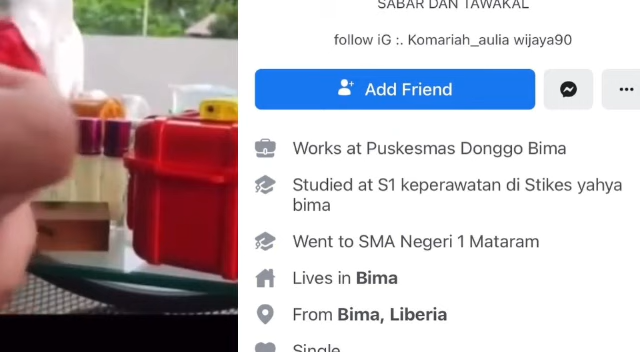 SABAR DAN TAWAKAL
follow iG :. Komariah_aulia wijaya90
Add Friend
Works at Puskesmas Donggo Bima
Studied at S1 keperawatan di Stikes yahya
bima
Went to SMA Negeri 1 Mataram
Lives in Bima
From Bima, Liberia
Single